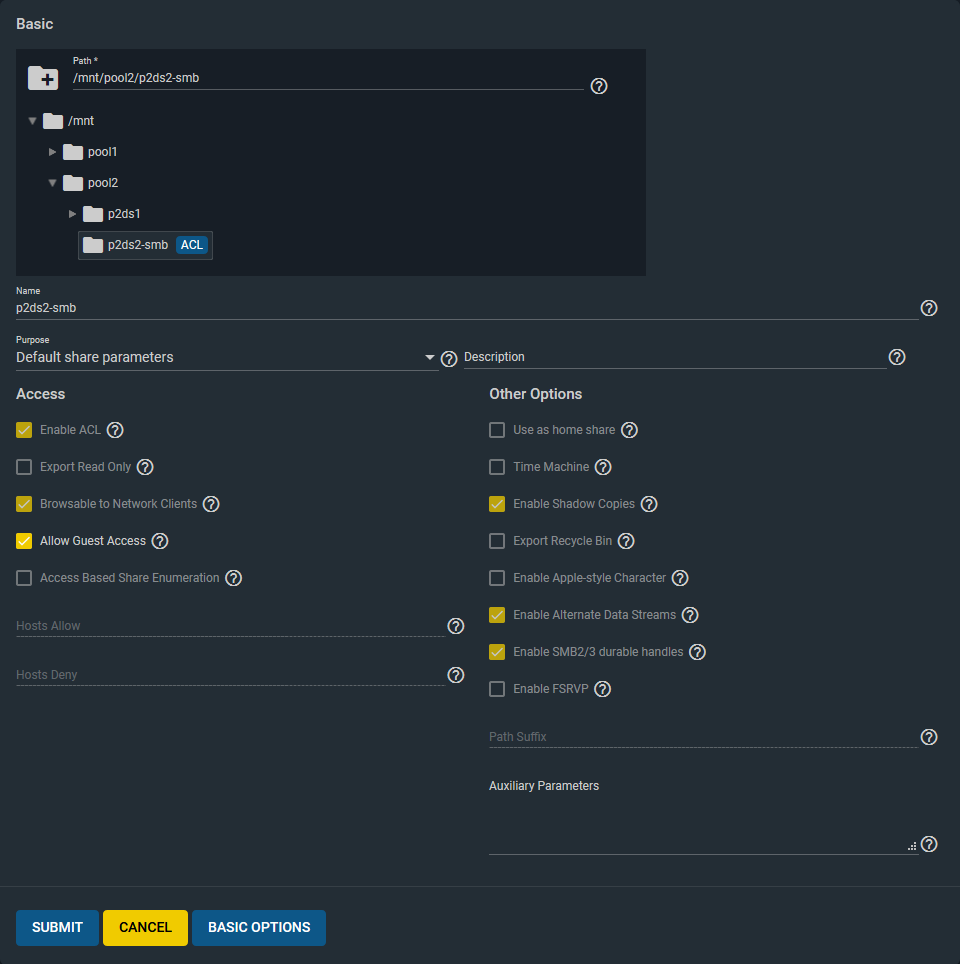 Basic
Path *
/mnt/pool2/p2ds2-smb
/mnt
pool1
pool2
p2ds1
p2ds2-smb ACL
Name
p2ds2-smb
Purpose
Default share parameters
Description
Access
Enable ACL
Export Read Only
Browsable to Network Clients
Allow Guest Access
Access Based Share Enumeration
Hosts Allow
Hosts Deny
Other Options
Use as home share
Time Machine
Enable Shadow Copies
Export Recycle Bin
Enable Apple-style Character
Enable Alternate Data Streams
Enable SMB2/3 durable handles
Enable FSRVP
Path Suffix
Auxiliary Parameters
SUBMIT CANCEL BASIC OPTIONS